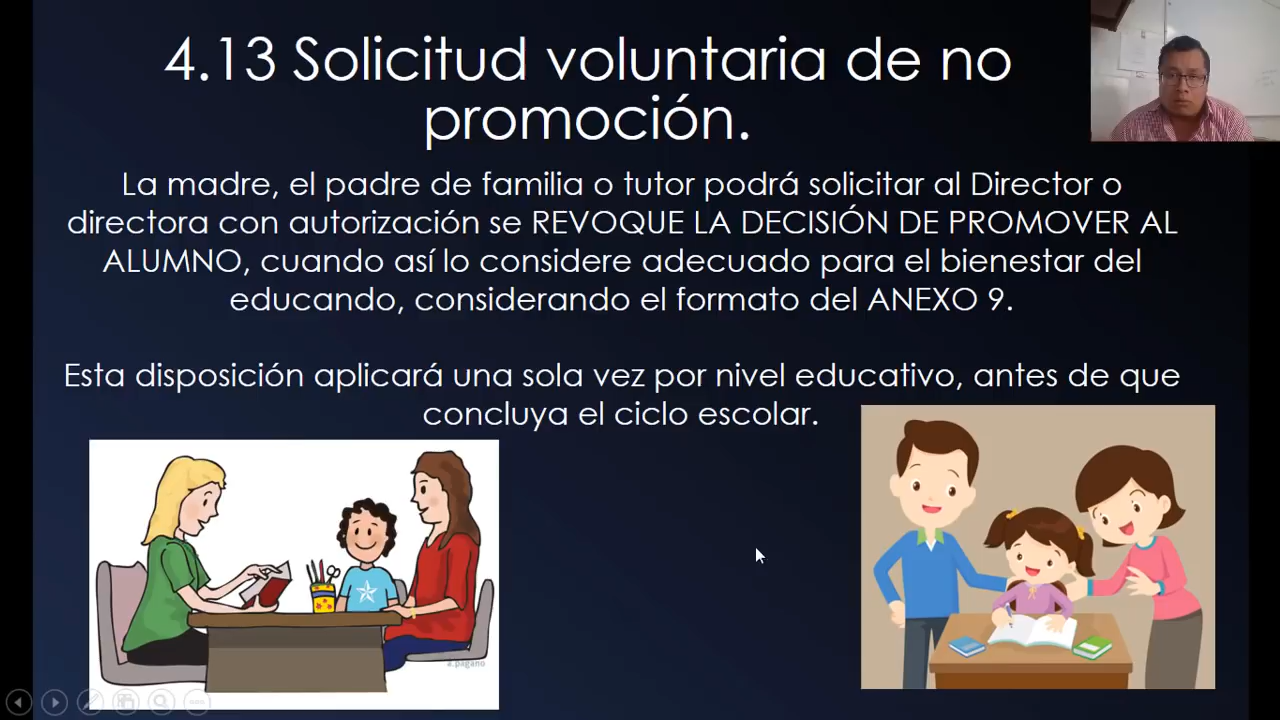 4.13 Solicitud voluntaria de no
promoción.
La madre, el padre de familia o tutor podrá solicitar al Director o
directora con autorización se REVOQUE LA DECISIÓN DE PROMOVER AL
ALUMNO, cuando así lo considere adecuado para el bienestar del
educando, considerando el formato del ANEXO 9.
Esta disposición aplicará una sola vez por nivel educativo, antes de que
concluya el ciclo escolar.
a.pagano